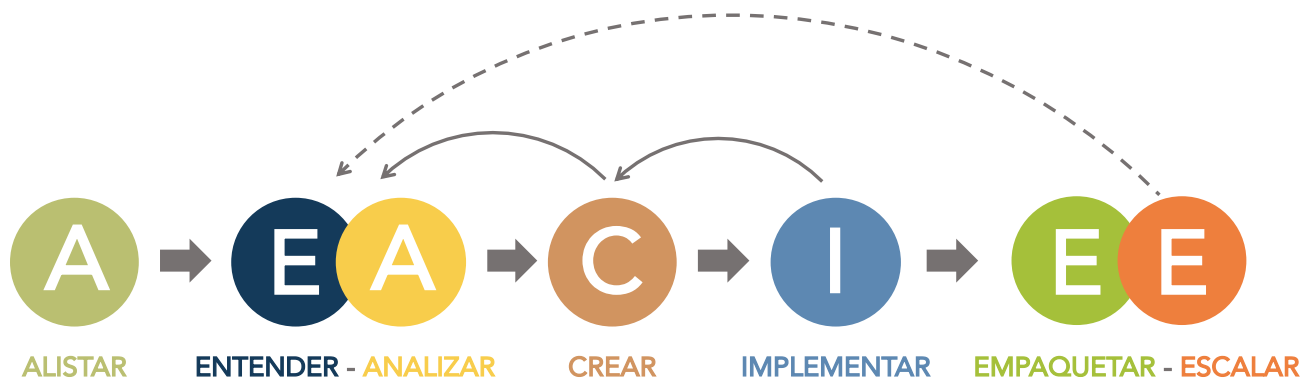 A E A C I E E
ALISTAR ENTENDER - ANALIZAR CREAR IMPLEMENTAR EMPAQUETAR - ESCALAR